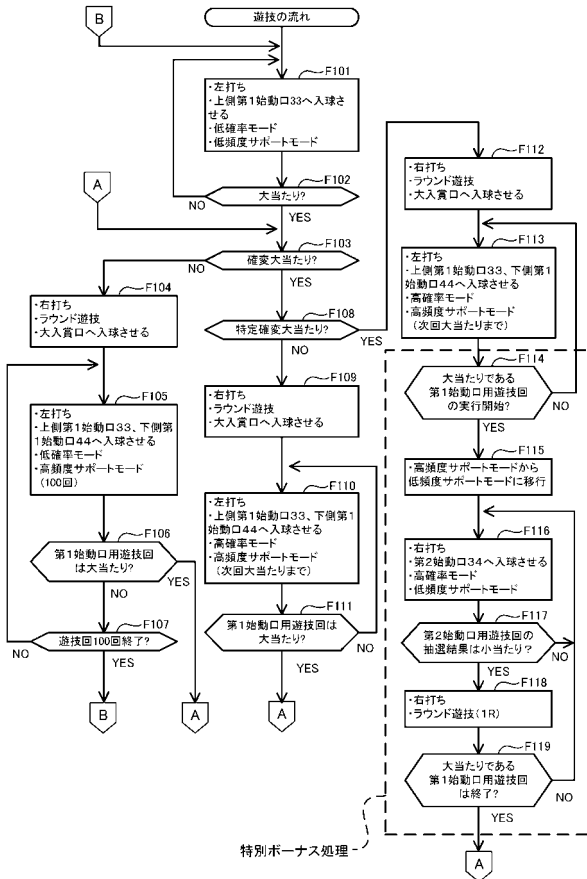 遊技の流れ
B
F101
・左打ち
・上側第1始動口33へ入球さ
せる
・低確率モード
・低頻度サポートモード
F102
大当たり?
NO
YES
A
F103
確変大当たり?
NO
YES
F104
・右打ち
・ラウンド遊技
・大入賞口へ入球させる
F105
・左打ち
・上側第1始動口33、下側第
1始動口44へ入球させる
・低確率モード
・高頻度サポートモード
(100回)
F106
第1始動口用遊技回
は大当たり?
NO
YES
F107
遊技回100回終了?
NO
YES
B
A
F108
特定確変大当たり?
NO
YES
F109
・右打ち
・ラウンド遊技
・大入賞口へ入球させる
F110
・左打ち
・上側第1始動口33、下側第
1始動口44へ入球させる
・高確率モード
・高頻度サポートモード
(次回大当たりまで)
F111
第1始動口用遊技回は
大当たり?
NO
YES
A
F112
・右打ち
・ラウンド遊技
・大入賞口へ入球させる
F113
・左打ち
・上側第1始動口33、下側第
1始動口44へ入球させる
・高確率モード
・高頻度サポートモード
(次回大当たりまで)
F114
大当たりである
第1始動口用遊技回
の実行開始?
NO
YES
F115
・高頻度サポートモードから
低頻度サポートモードに移行
F116
・右打ち
・第2始動口34へ入球させる
・高確率モード
・低頻度サポートモード
F117
第2始動口用遊技回の
抽選結果は小当たり?
NO
YES
F118
・右打ち
・ラウンド遊技(1R)
F119
大当たりである
第1始動口用遊技回
は終了?
NO
YES
特別ボーナス処理
A